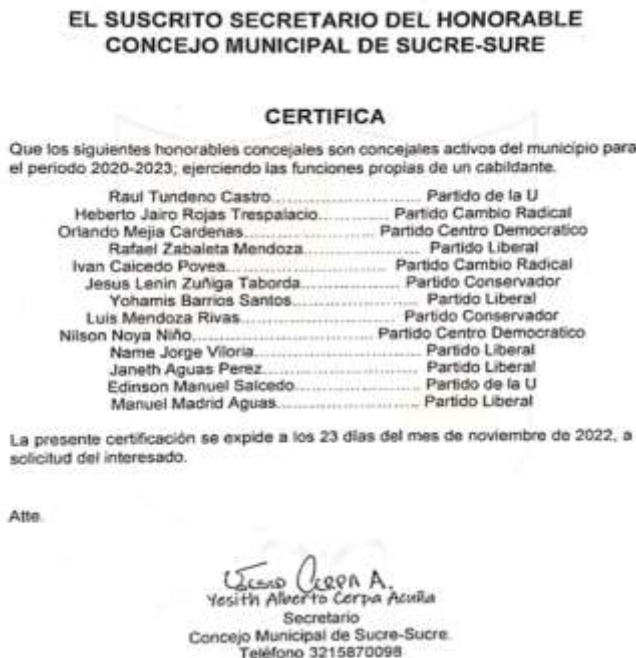 EL SUSCRITO SECRETARIO DEL HONORABLE
CONCEJO MUNICIPAL DE SUCRE-SURE
CERTIFICA
Que los siguientes honorables concejales son concejales activos del municipio para
el periodo 2020-2023; ejerciendo las funciones propias de un cabildante.
Raul Tundeno Castro.......................... Partido de la U
Heberto Jairo Rojas Trespalacio.............. Partido Cambio Radical
Orlando Mejia Cardenas....................... Partido Centro Democratico
Rafael Zabaleta Mendoza...................... Partido Liberal
Ivan Caicedo Povea........................... Partido Cambio Radical
Jesus Lenin Zuñiga Taborda................... Partido Conservador
Yohamis Barrios Santos....................... Partido Liberal
Luis Mendoza Rivas........................... Partido Conservador
Nilson Noya Niño............................. Partido Centro Democratico
Name Jorge Viloria........................... Partido Liberal
Janeth Aguas Perez........................... Partido Liberal
Edinson Manuel Salcedo....................... Partido de la U
Manuel Madrid Aguas.......................... Partido Liberal
La presente certificación se expide a los 23 días del mes de noviembre de 2022, a
solicitud del interesado.
Atte.
Cerpa A.
Yesith Alberto Cerpa Acuña
Secretario
Concejo Municipal de Sucre-Sucre.
Teléfono 3215870098